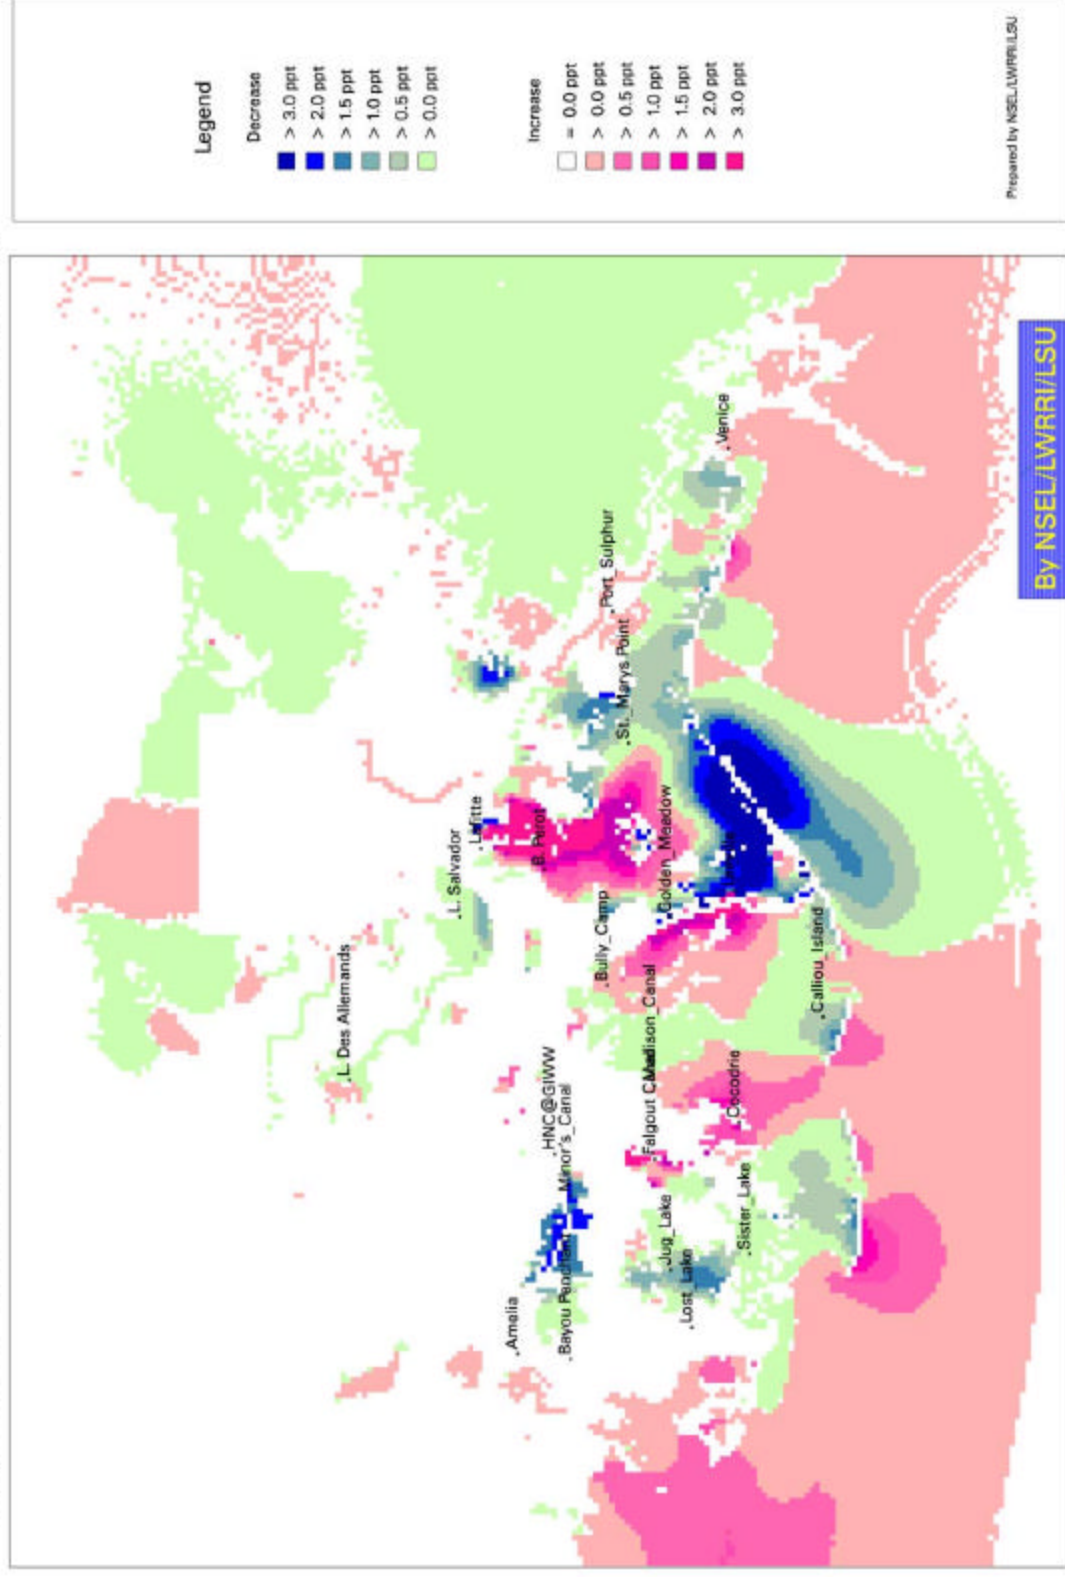 Legend
Decrease
> 3.0 ppt
> 2.0 ppt
> 1.5 ppt
> 1.0 ppt
> 0.5 ppt
> 0.0 ppt
Increase
= 0.0 ppt
> 0.0 ppt
> 0.5 ppt
> 1.0 ppt
> 1.5 ppt
> 2.0 ppt
> 3.0 ppt
Prepared by NSEL/LWRRI/LSU
L. Des Allemands
L. Salvador
Lafitte
Amelia
B. Perot
HNC@GIWW
Minor's_Canal
Bayou
Bully_Camp
Port_Sulphur
St._Marys Point
Falgout
Madison_Canal
Golden_Meadow
Jug_Lake
Lost_Lake
Venice
Cocodrie
Sister_Lake
Calliou_Island
By NSEL/LWRRI/LSU